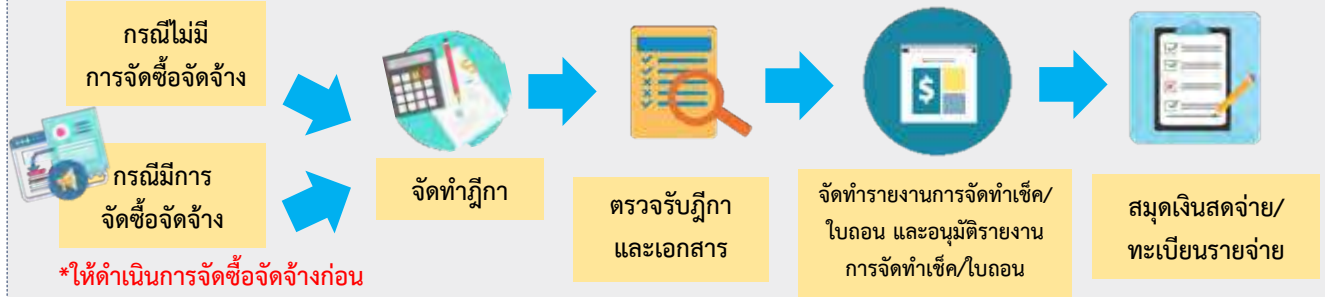 กรณีไม่มี
การจัดซื้อจัดจ้าง
กรณีมีการ
จัดซื้อจัดจ้าง
*ให้ดำเนินการจัดซื้อจัดจ้างก่อน
จัดทำฎีกา
ตรวจรับฎีกา
และเอกสาร
จัดทำรายงานการจัดทำเช็ค/
ใบถอน และอนุมัติรายงาน
การจัดทำเช็ค/ใบถอน
สมุดเงินสดจ่าย/
ทะเบียนรายจ่าย